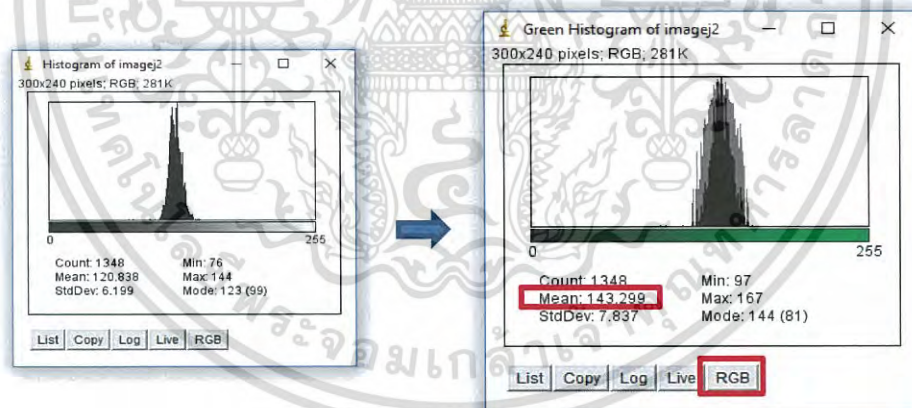 Histogram of imagej2
300x240 pixels; RGB; 281K
0 255
Count: 1348 Min: 76
Mean: 120.838 Max: 144
StdDev: 6.199 Mode: 123 (99)
List Copy Log Live RGB
Green Histogram of imagej2
300x240 pixels; RGB; 281K
0 255
Count: 1348 Min: 97
Mean: 143.299 Max: 167
StdDev: 7.837 Mode: 144 (81)
List Copy Log Live RGB